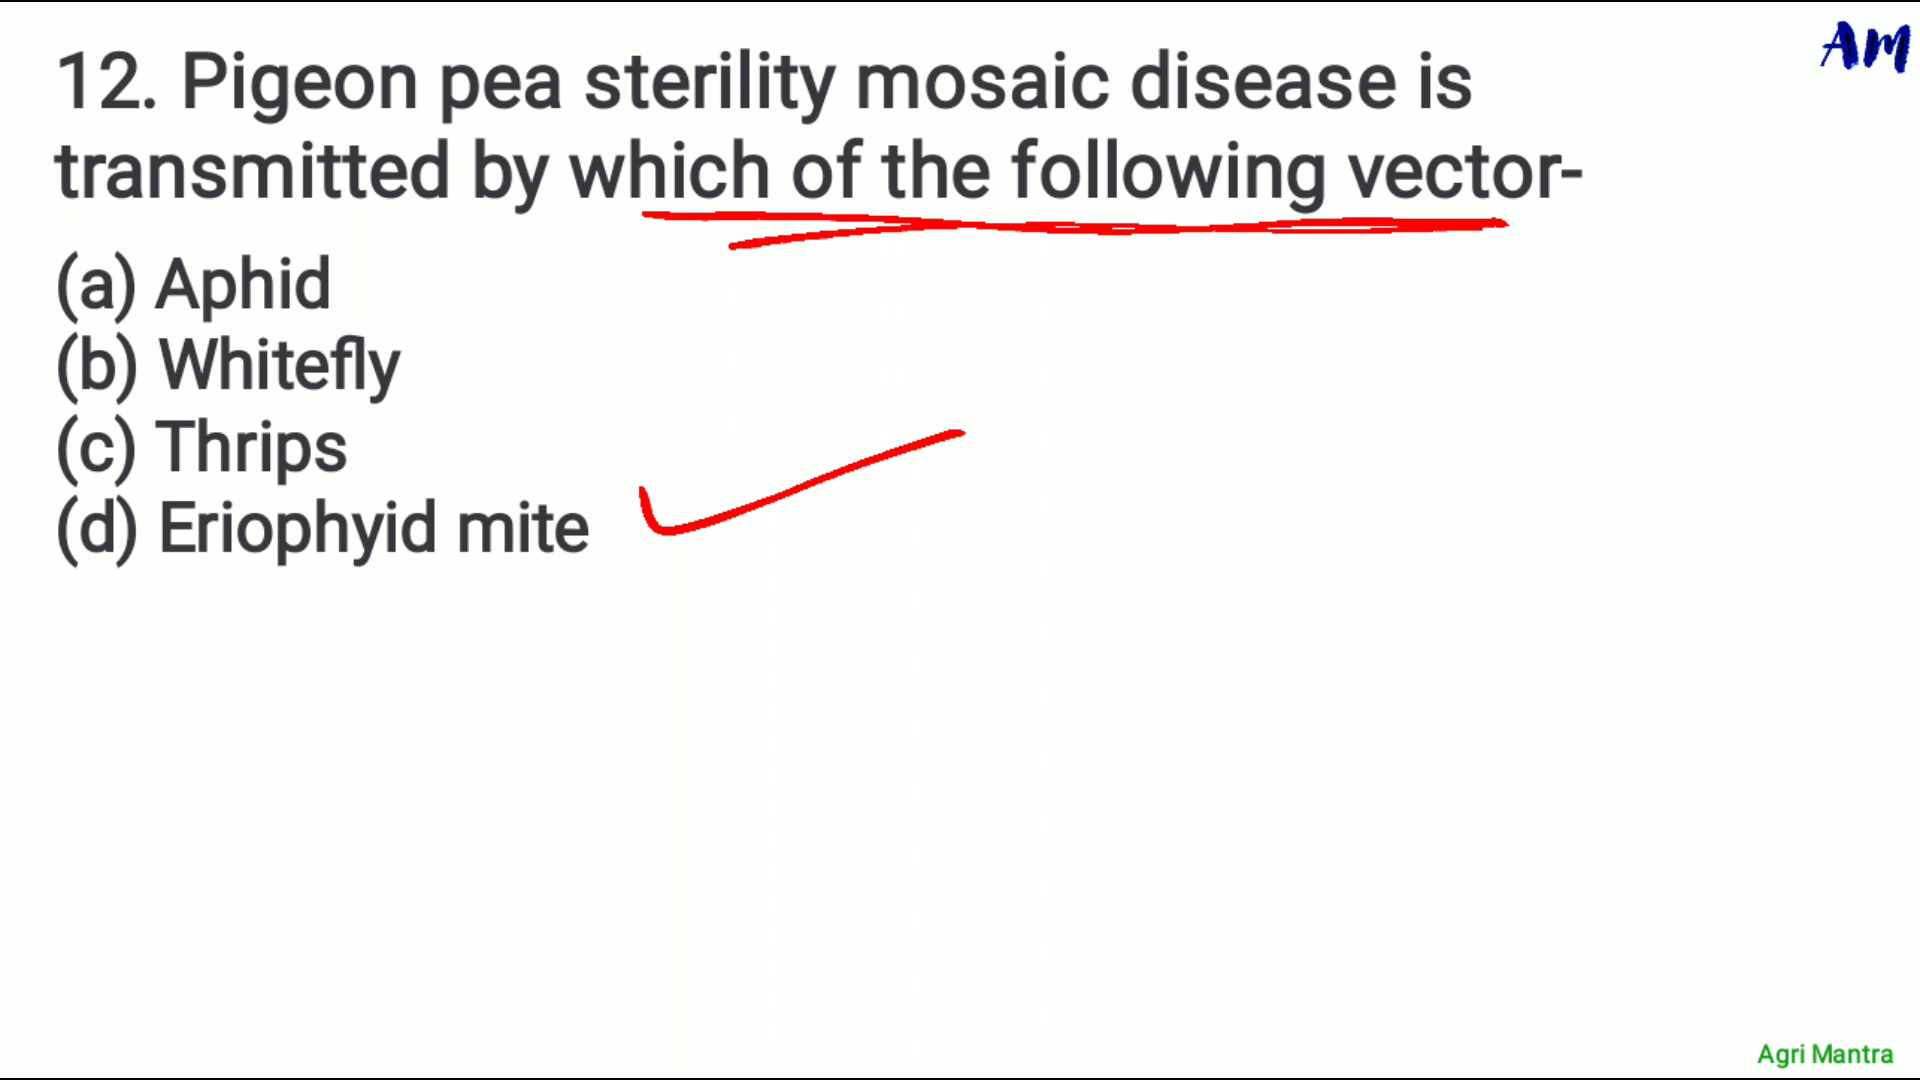 AM
12. Pigeon pea sterility mosaic disease is
transmitted by which of the following vector-
(a) Aphid
(b) Whitefly
(c) Thrips
(d) Eriophyid mite
Agri Mantra